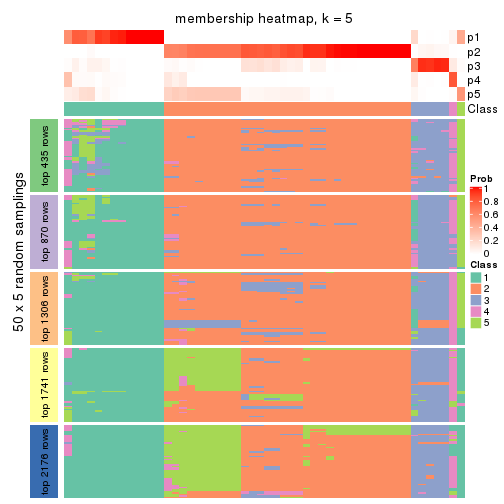 membership heatmap, k = 5
p1
p2
p3
p4
p5
Class
50 x 5 random samplings
top 435 rows
top 870 rows
top 1306 rows
top 1741 rows
top 2176 rows
Prob
1
0.8
0.6
0.4
0.2
0
Class
1
2
3
4
5